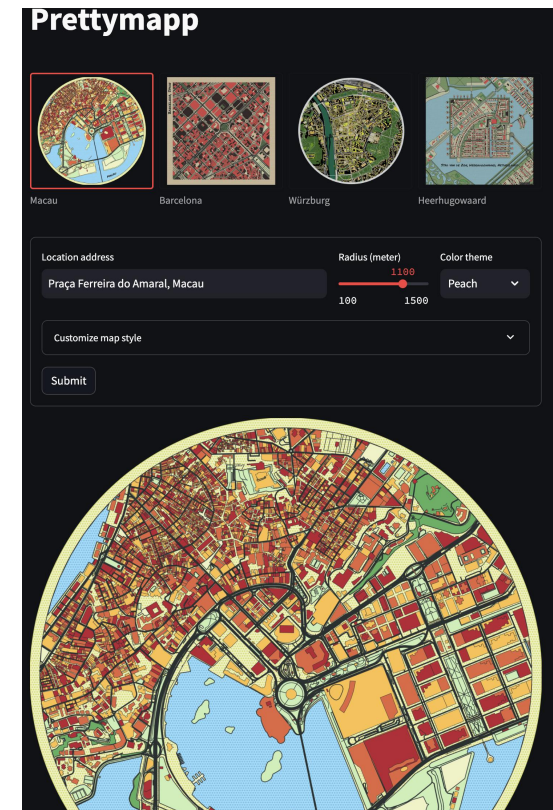 Prettymapp
Macau
Barcelona
Würzburg
Heerhugowaard
Location address
Radius (meter)
Color theme
Praça Ferreira do Amaral, Macau
1100
100
1500
Peach
Customize map style
Submit